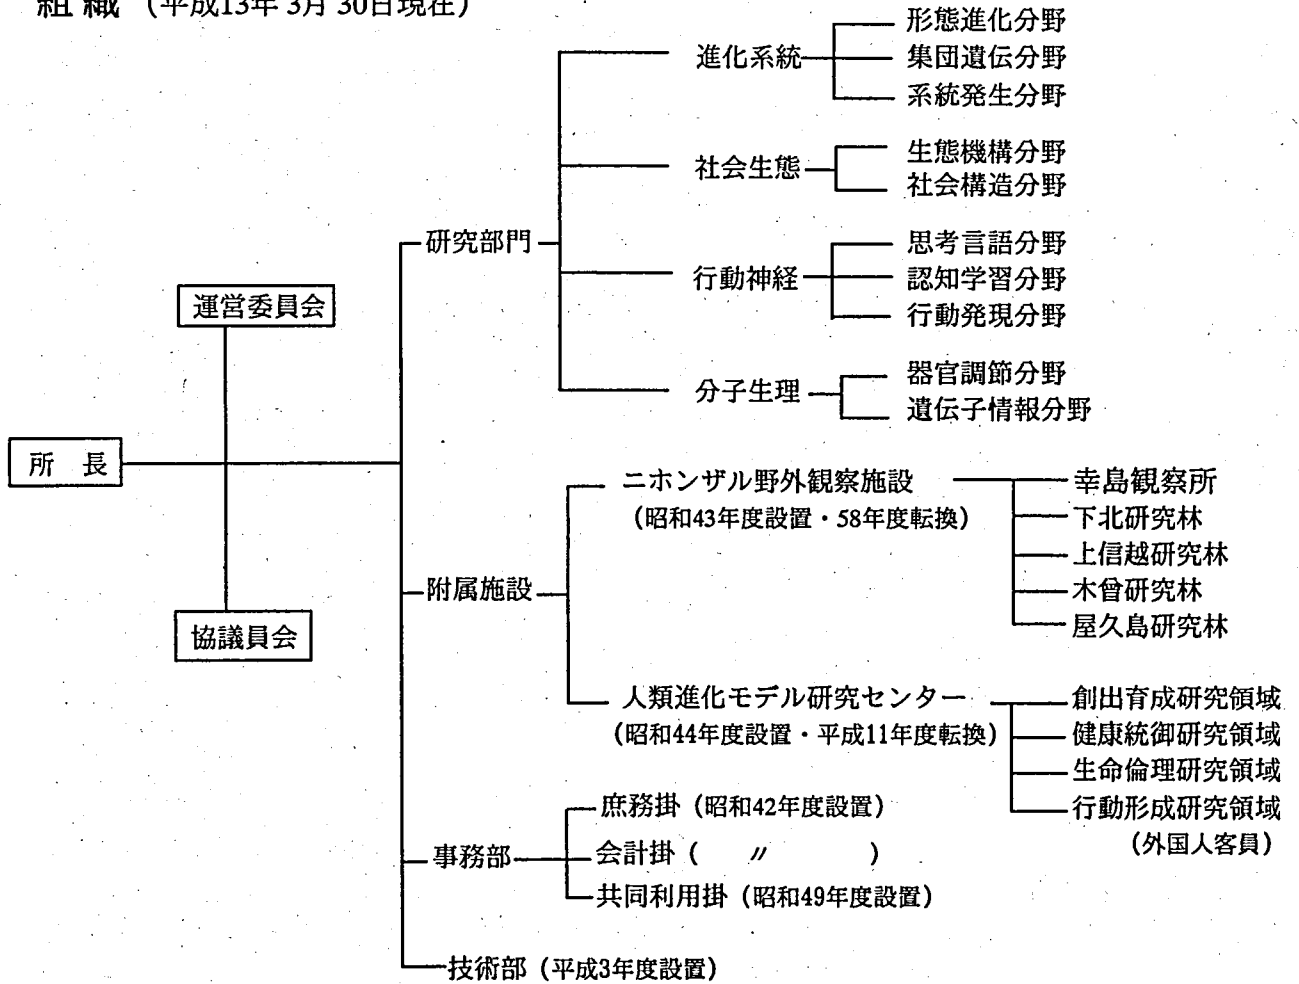 組 織 (平成13年 3月 30日現在)
運営委員会
所 長
協議員会
研究部門
進化系統
形態進化分野
集団遺伝分野
系統発生分野
社会生態
生態機構分野
社会構造分野
行動神経
思考言語分野
認知学習分野
行動発現分野
分子生理
器官調節分野
遺伝子情報分野
附属施設
ニホンザル野外観察施設
(昭和43年度設置・58年度転換)
幸島観察所
下北研究林
上信越研究林
木曾研究林
屋久島研究林
人類進化モデル研究センター
(昭和44年度設置・平成11年度転換)
創出育成研究領域
健康統御研究領域
生命倫理研究領域
行動形成研究領域
(外国人客員)
事務部
庶務掛 (昭和42年度設置)
会計掛 ( 〃 )
共同利用掛 (昭和49年度設置)
技術部 (平成3年度設置)